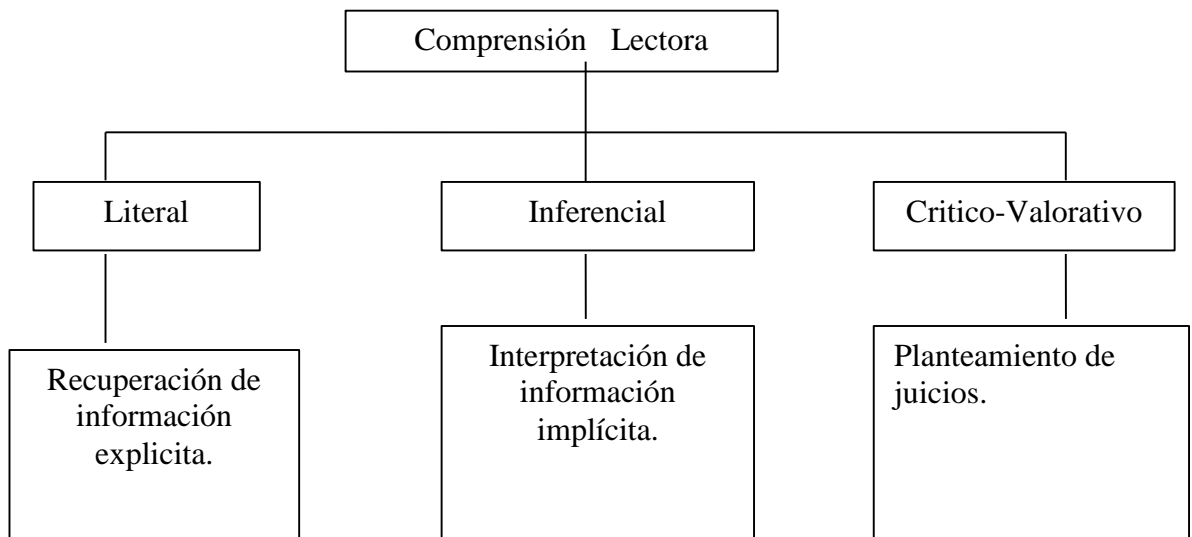 Comprensión Lectora
Literal
Inferencial
Critico-Valorativo
Recuperación de
información
explicita.
Interpretación de
información
implícita.
Planteamiento de
juicios.